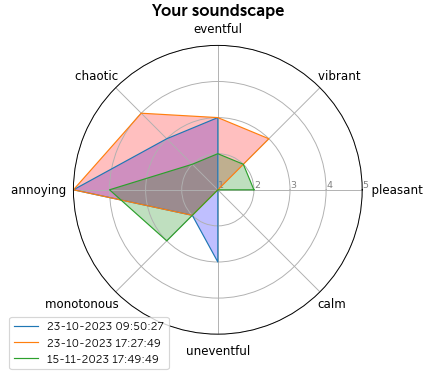 Your soundscape
eventful
chaotic
vibrant
annoying
1
2
3
4
5
pleasant
monotonous
calm
uneventful
23-10-2023 09:50:27
23-10-2023 17:27:49
15-11-2023 17:49:49